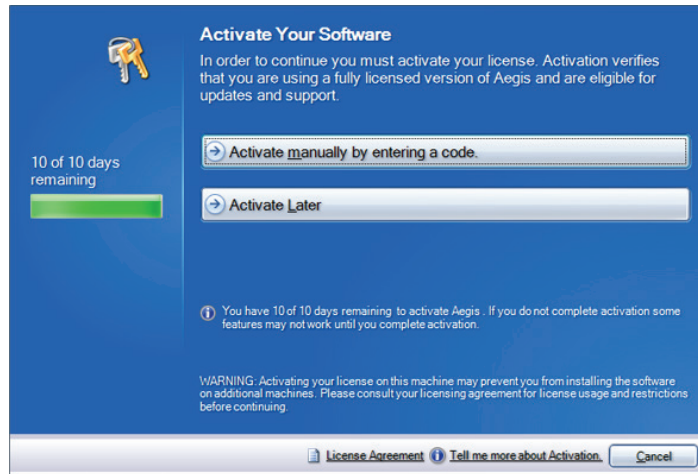 Activate Your Software
In order to continue you must activate your license. Activation verifies
that you are using a fully licensed version of Aegis and are eligible for
updates and support.
10 of 10 days
remaining
Activate manually by entering a code.
Activate Later
You have 10 of 10 days remaining to activate Aegis . If you do not complete activation some
features may not work until you complete activation.
WARNING: Activating your license on this machine may prevent you from installing the software
on additional machines. Please consult your licensing agreement for license usage and restrictions
before continuing.
License Agreement Tell me more about Activation. Cancel